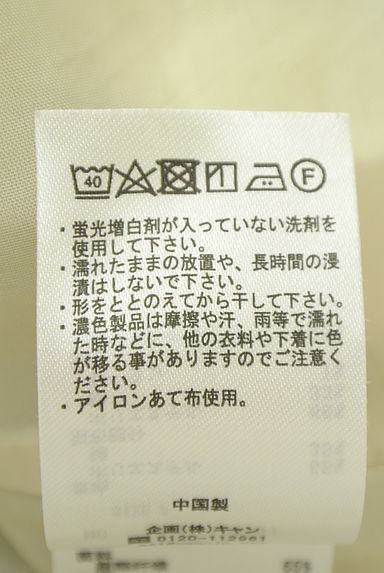 40
F
・蛍光増白剤が入っていない洗剤を
使用して下さい。
・濡れたままの放置や、長時間の浸
漬はしないで下さい。
・形をととのえてから干して下さい。
・濃色製品は摩擦や汗、雨等で濡れ
た時などに、他の衣料や下着に色
が移る事がありますのでご注意く
ださい。
・アイロンあて布使用。
中国製
企画(株)キャン
0120-112961